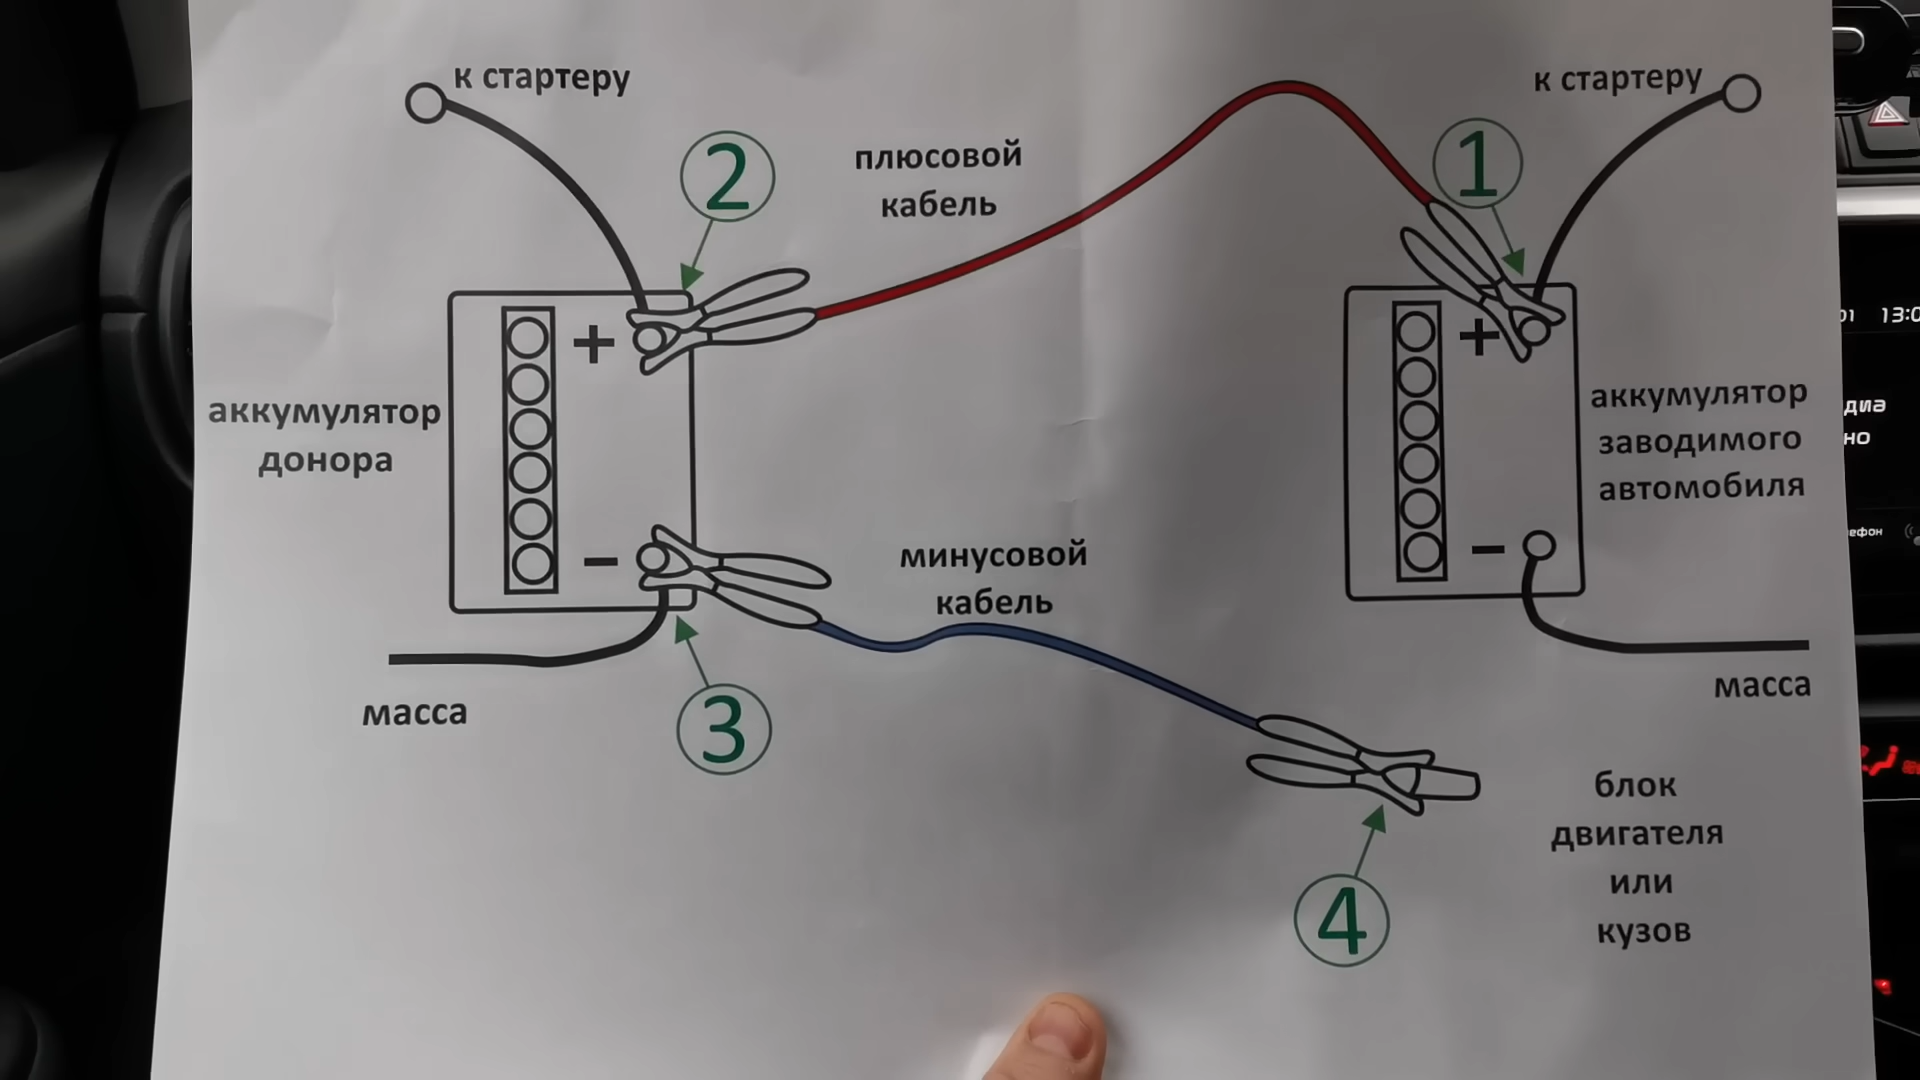 к стартеру
к стартеру
2
плюсовой
кабель
1
+
+
аккумулятор
донора
аккумулятор
заводимого
автомобиля
–
минусовой
кабель
–
масса
3
масса
4
блок
двигателя
или
кузов
13:0